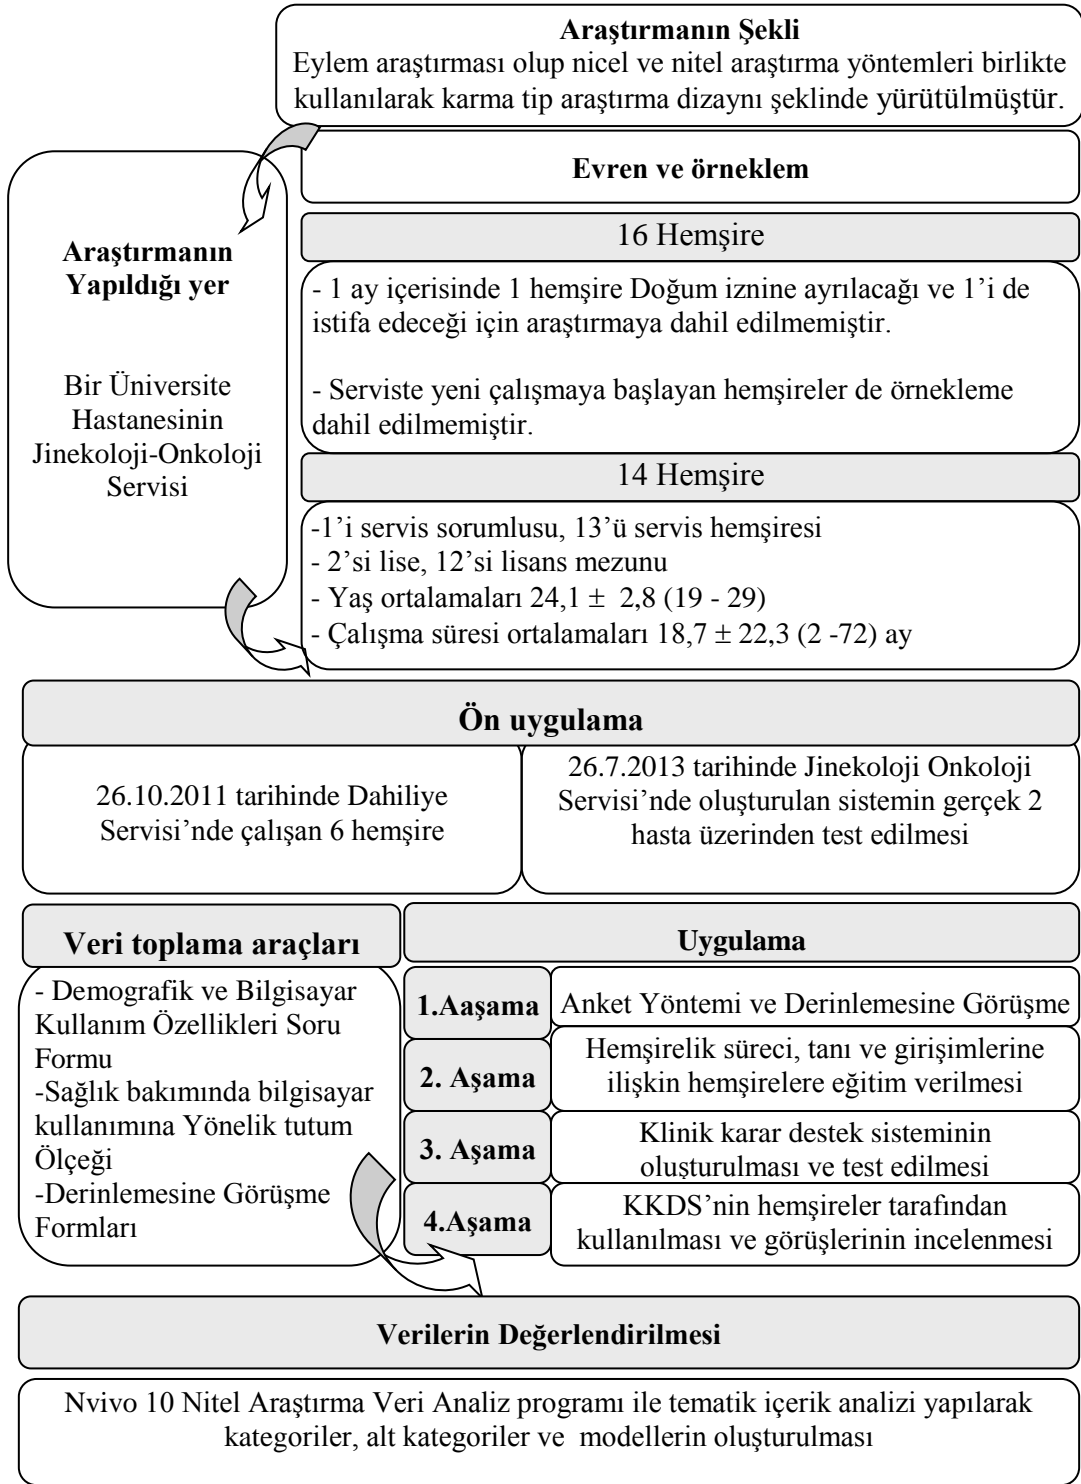 Araştırmanın Şekli
Eylem araştırması olup nicel ve nitel araştırma yöntemleri birlikte
kullanılarak karma tip araştırma dizaynı şeklinde yürütülmüştür.
Araştırmanın
Yapıldığı yer
Bir Üniversite
Hastanesinin
Jinekoloji-Onkoloji
Servisi
Evren ve örneklem
16 Hemşire
- 1 ay içerisinde 1 hemşire Doğum iznine ayrılacağı ve 1’i de
istifa edeceği için araştırmaya dahil edilmemiştir.
- Serviste yeni çalışmaya başlayan hemşireler de örnekleme
dahil edilmemiştir.
14 Hemşire
-1’i servis sorumlusu, 13’ü servis hemşiresi
- 2’si lise, 12’si lisans mezunu
- Yaş ortalamaları 24,1 ± 2,8 (19 - 29)
- Çalışma süresi ortalamaları 18,7 ± 22,3 (2 -72) ay
Ön uygulama
26.10.2011 tarihinde Dahiliye
Servisi’nde çalışan 6 hemşire
26.7.2013 tarihinde Jinekoloji Onkoloji
Servisi’nde oluşturulan sistemin gerçek 2
hasta üzerinden test edilmesi
Veri toplama araçları
- Demografik ve Bilgisayar
Kullanım Özellikleri Soru
Formu
-Sağlık bakımında bilgisayar
kullanımına Yönelik tutum
Ölçeği
-Derinlemesine Görüşme
Formları
Uygulama
1.Aaşama
Anket Yöntemi ve Derinlemesine Görüşme
2. Aşama
Hemşirelik süreci, tanı ve girişimlerine
ilişkin hemşirelere eğitim verilmesi
3. Aşama
Klinik karar destek sisteminin
oluşturulması ve test edilmesi
4.Aşama
KKDS’nin hemşireler tarafından
kullanılması ve görüşlerinin incelenmesi
Verilerin Değerlendirilmesi
Nvivo 10 Nitel Araştırma Veri Analiz programı ile tematik içerik analizi yapılarak
kategoriler, alt kategoriler ve modellerin oluşturulması